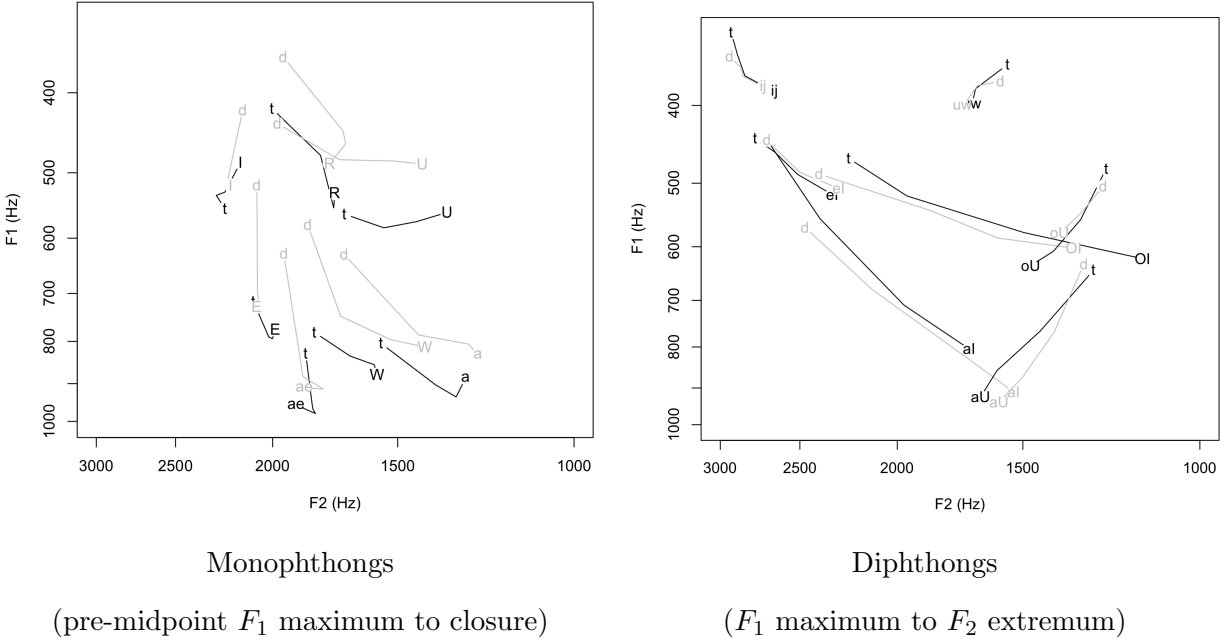 d
400
t
d
d
R
U
500
I
I
d
t
R
t
U
600
d
d
d
700
t
E
E
t
t
800
W
a
t
W
a
ae
ae
1000
3000
2500
2000
1500
1000
F1 (Hz)
F2 (Hz)
Monophthongs
(pre-midpoint F1 maximum to closure)
t
d
ij
ij
t
d
uw
w
400
t
d
t
d
eI
eI
t
d
500
d
oU
OI
OI
oU
600
d
t
700
aI
800
aU
aI
aU
1000
3000
2500
2000
1500
1000
F1 (Hz)
F2 (Hz)
Diphthongs
(F1 maximum to F2 extremum)